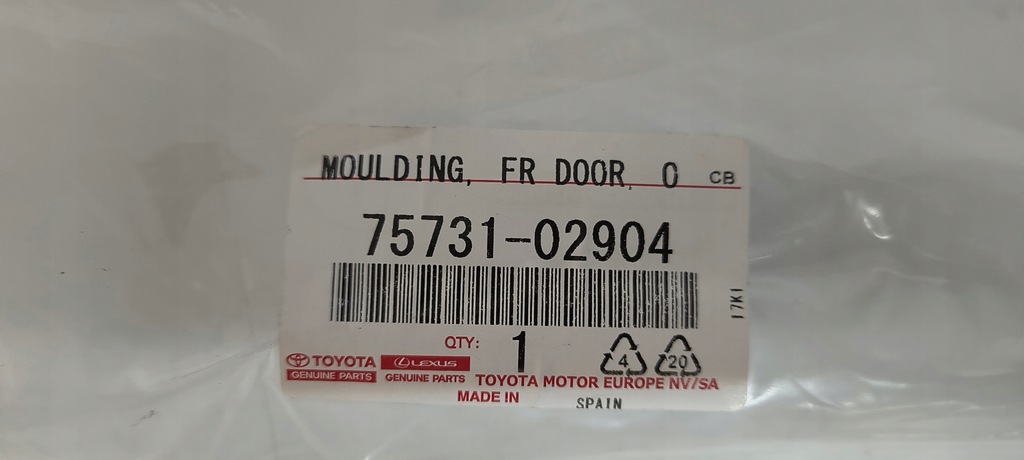 MOULDING, FR DOOR, O CB
75731-02904
17K1
QTY: 1
4 20
TOYOTA LEXUS
GENUINE PARTS GENUINE PARTS TOYOTA MOTOR EUROPE NV/SA
MADE IN SPAIN